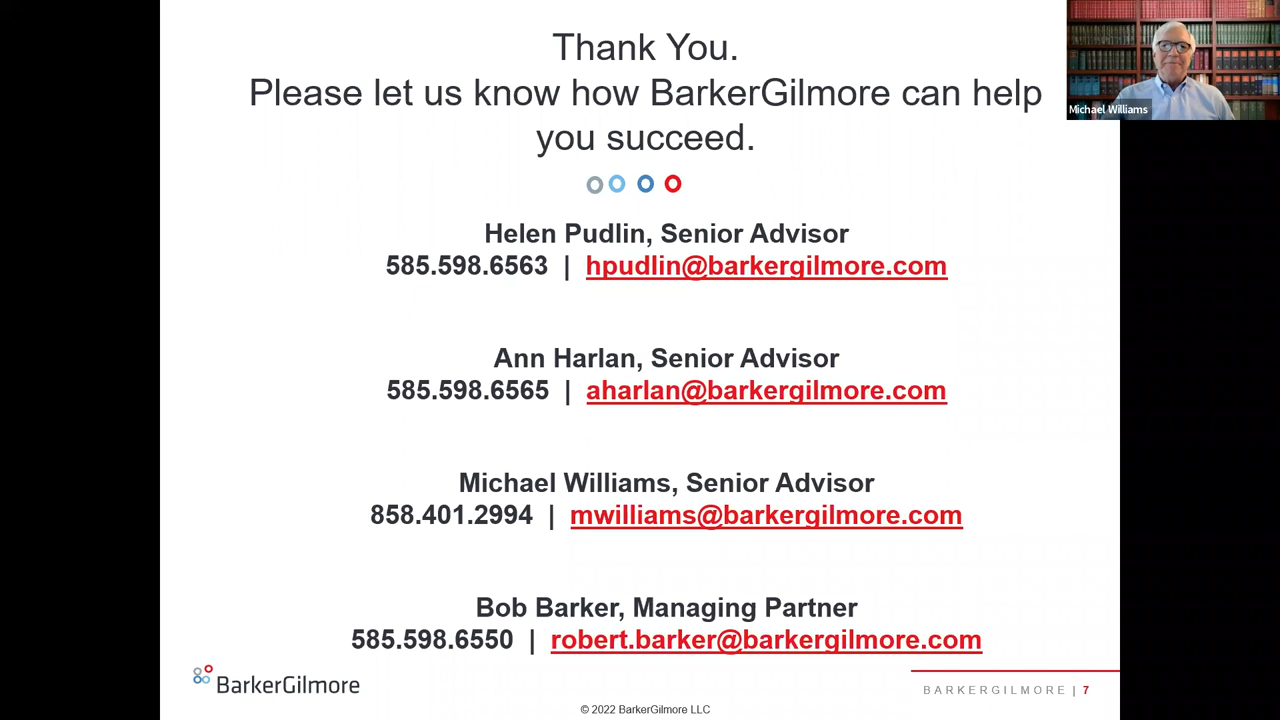 Thank You.
Please let us know how BarkerGilmore can help
you succeed.
Michael Williams
Helen Pudlin, Senior Advisor
585.598.6563 | hpudlin@barkergilmore.com
Ann Harlan, Senior Advisor
585.598.6565 | aharlan@barkergilmore.com
Michael Williams, Senior Advisor
858.401.2994 | mwilliams@barkergilmore.com
Bob Barker, Managing Partner
585.598.6550 | robert.barker@barkergilmore.com
BarkerGilmore
BARKERGILMORE | 7
© 2022 BarkerGilmore LLC